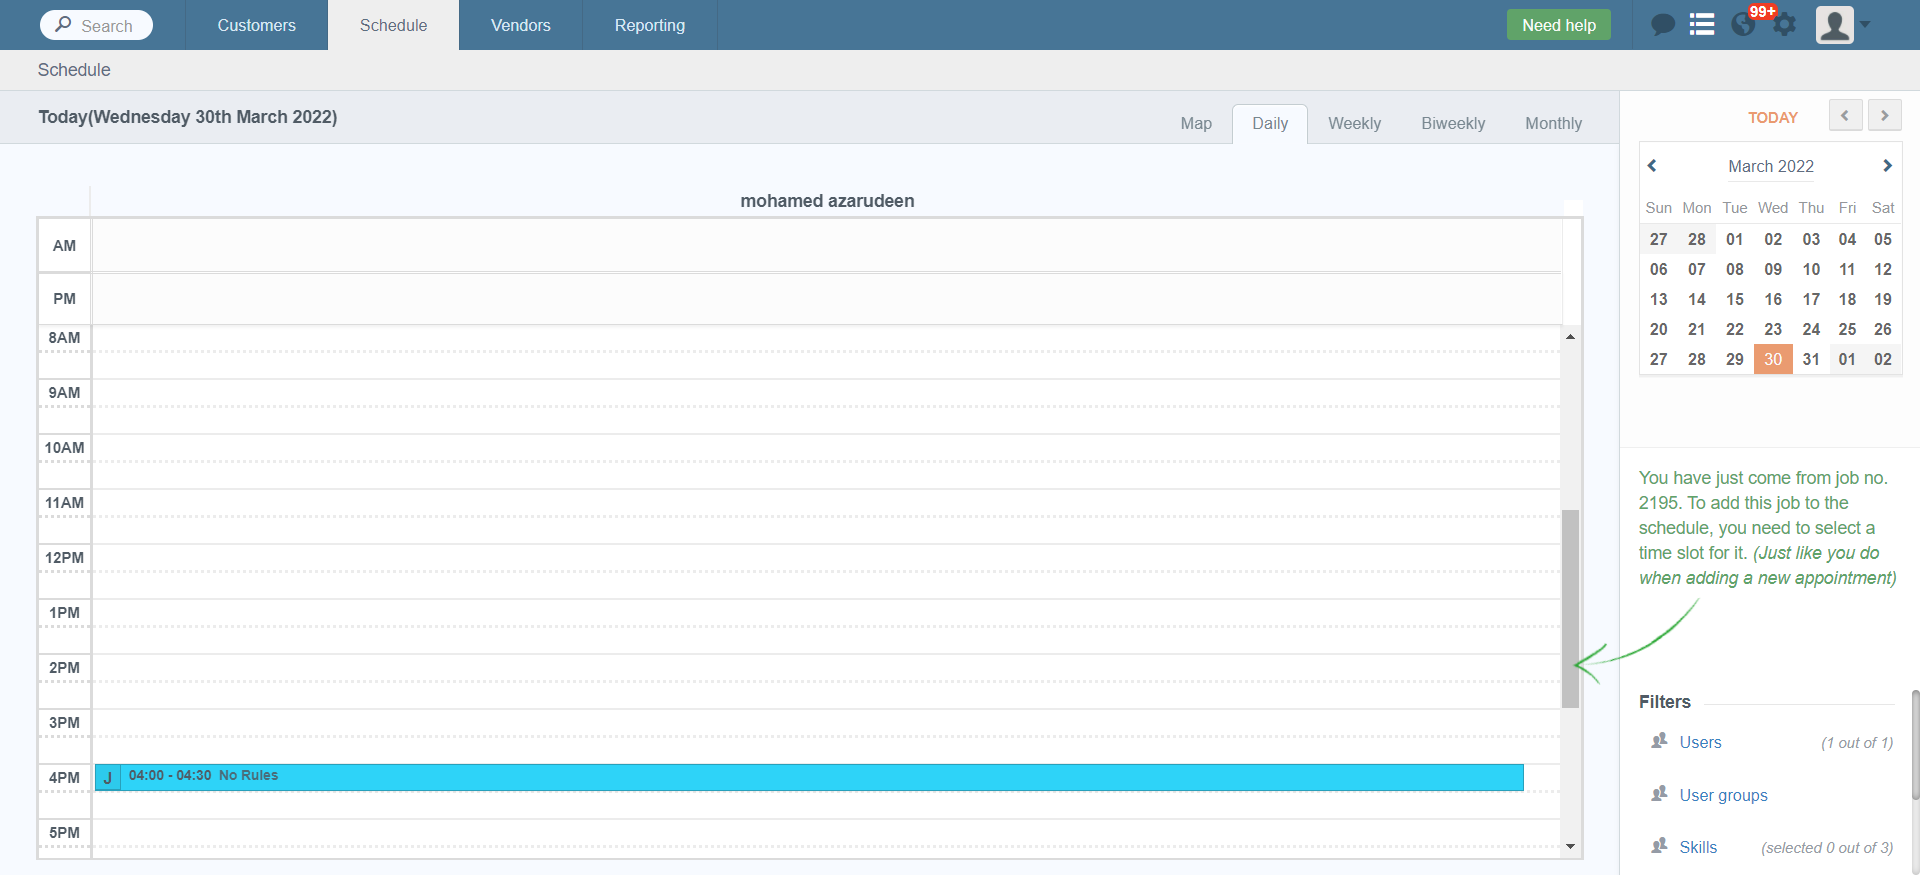 Search
Customers
Schedule
Vendors
Reporting
Need help
99+
Schedule
Today(Wednesday 30th March 2022)
Map
Daily
Weekly
Biweekly
Monthly
TODAY
March 2022
Sun Mon Tue Wed Thu Fri Sat
27 28 01 02 03 04 05
06 07 08 09 10 11 12
13 14 15 16 17 18 19
20 21 22 23 24 25 26
27 28 29 30 31 01 02
mohamed azarudeen
AM
PM
8AM
9AM
10AM
11AM
12PM
1PM
2PM
3PM
4PM
J 04:00 - 04:30 No Rules
5PM
You have just come from job no.
2195. To add this job to the
schedule, you need to select a
time slot for it. (Just like you do
when adding a new appointment)
Filters
Users (1 out of 1)
User groups
Skills (selected 0 out of 3)